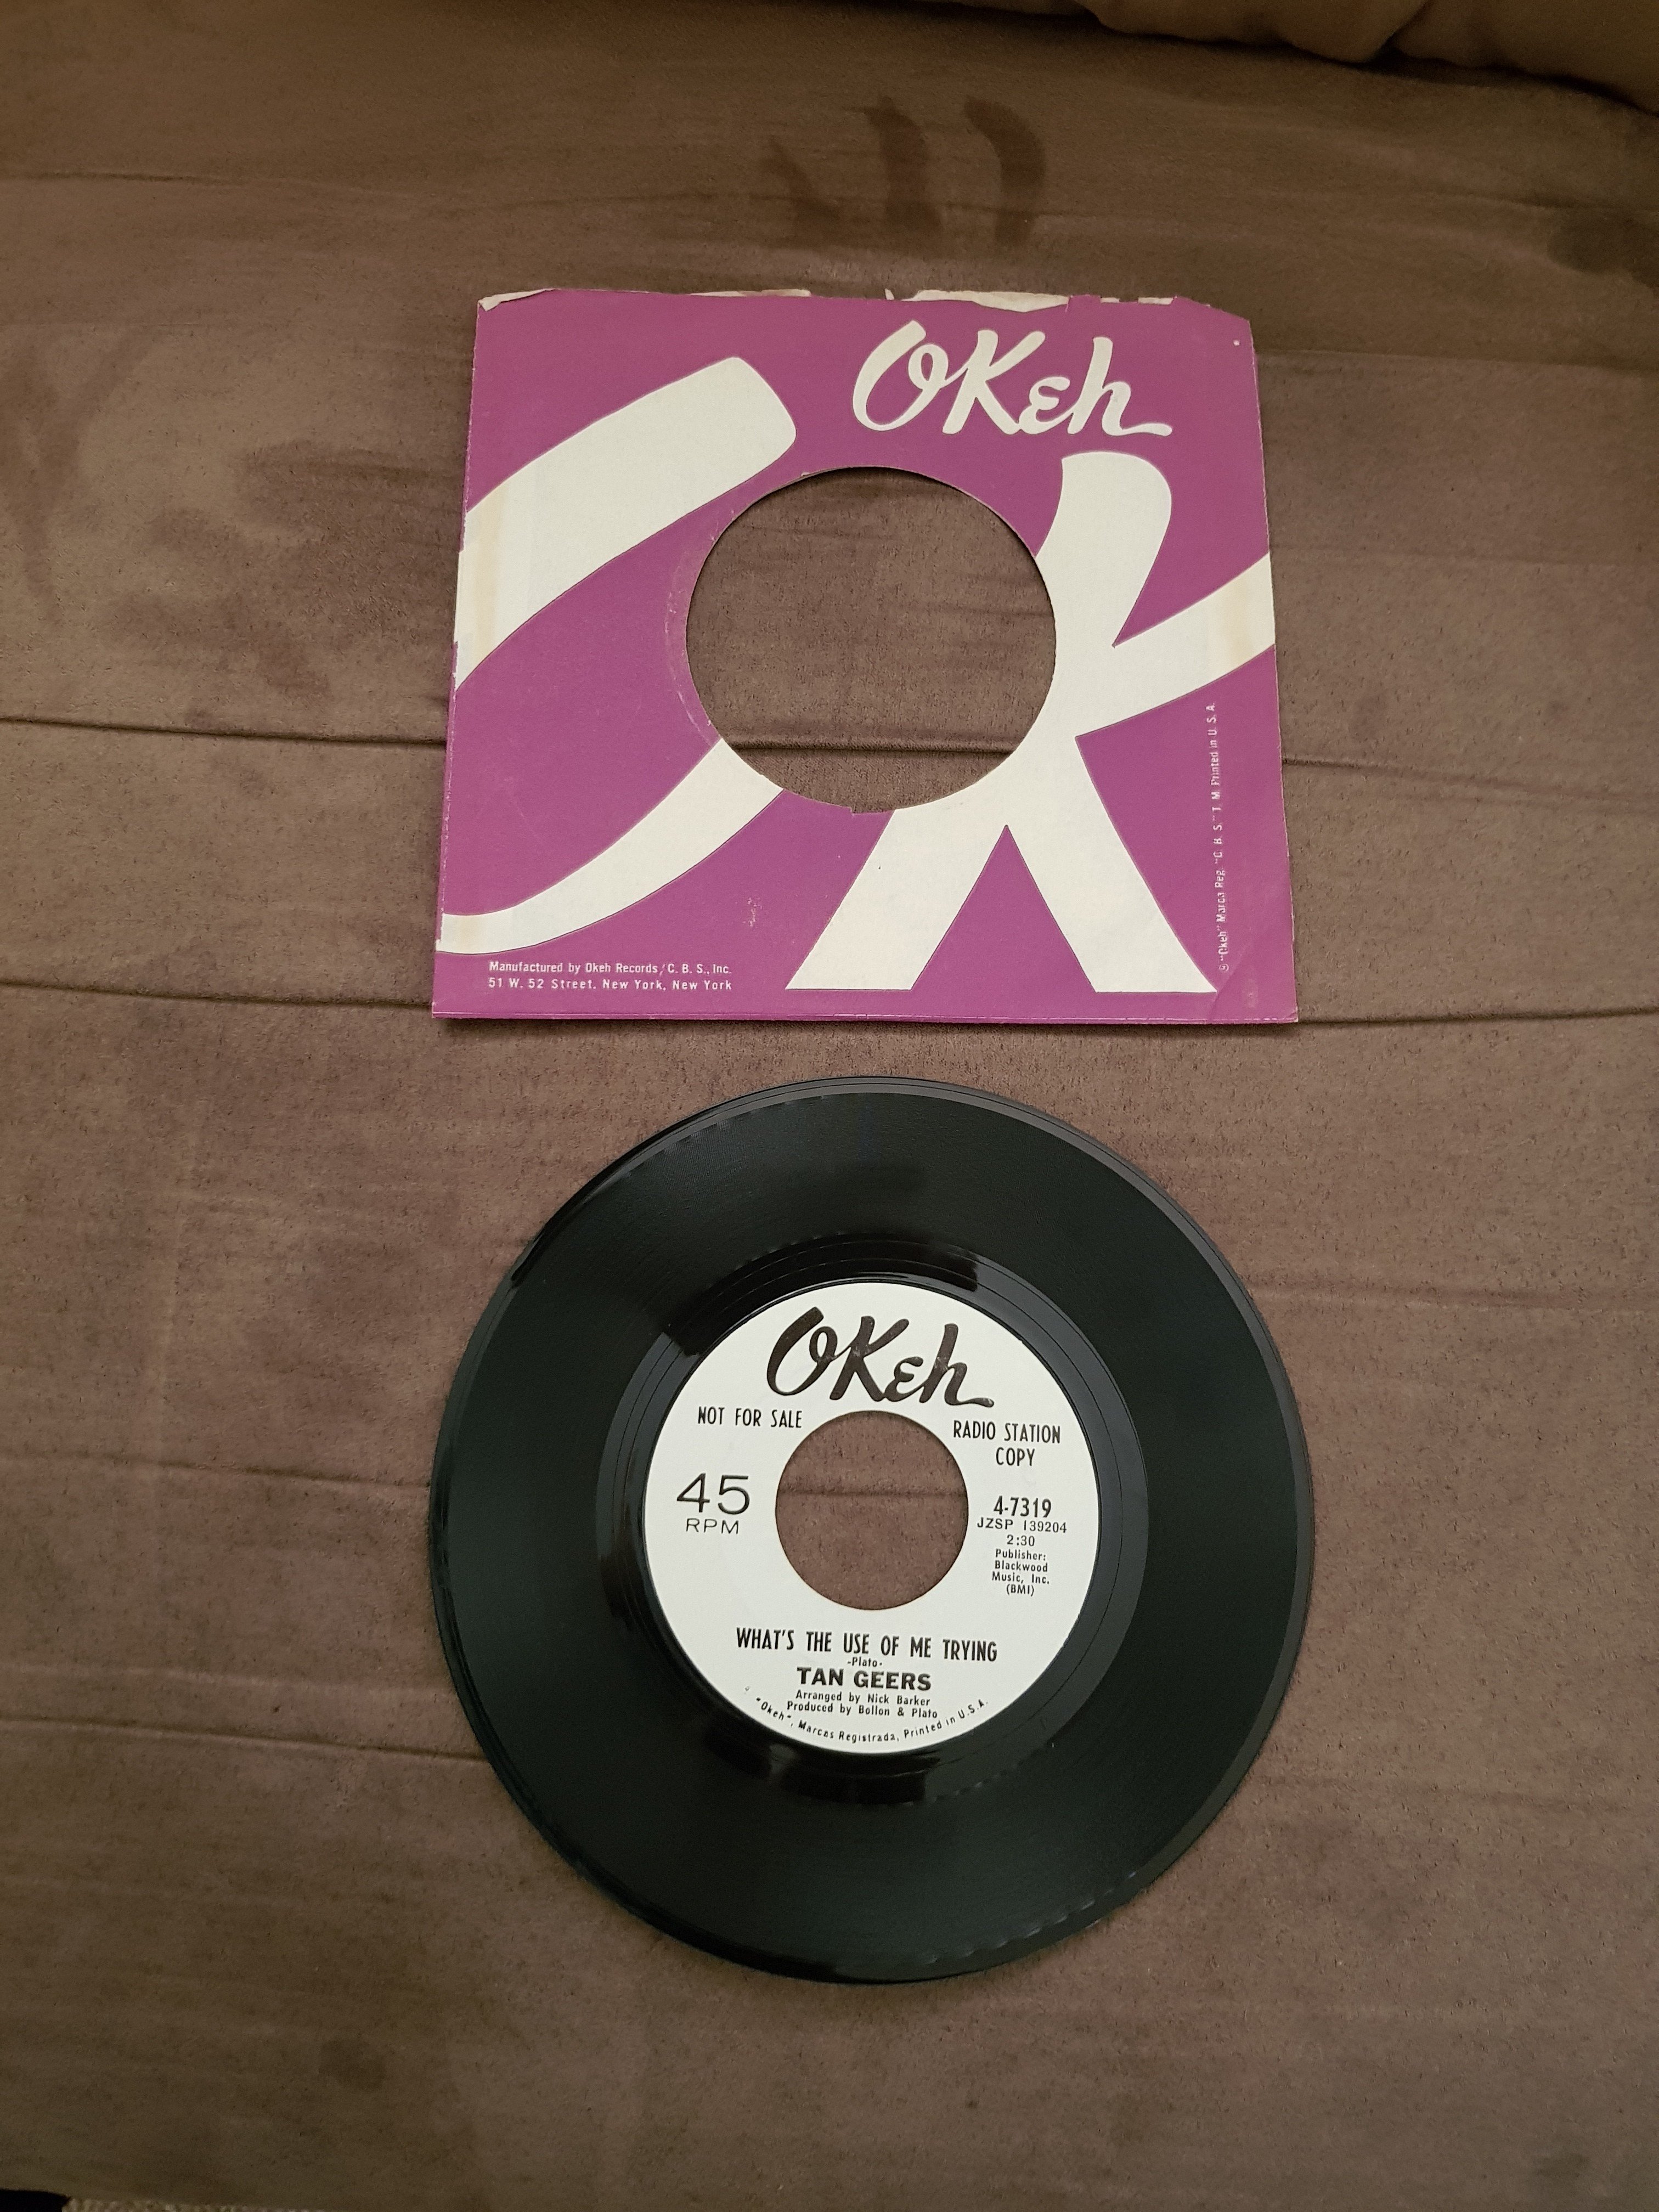 OKeh
Manufactured by Okeh Records/C. B. S., Inc.
51 W. 52 Street, New York, New York
® "Okeh" Marca Reg. "C. B. S." T. M. Printed in U. S. A.
OKeh
NOT FOR SALE
RADIO STATION
COPY
45
RPM
4-7319
JZSP 139204
2:30
Publisher:
Blackwood
Music, Inc.
(BMI)
WHAT'S THE USE OF ME TRYING
-Plato-
TAN GEERS
Arranged by Nick Barker
Produced by Bollon & Plato
"Okeh", Marcas Registrada, Printed in U.S.A.